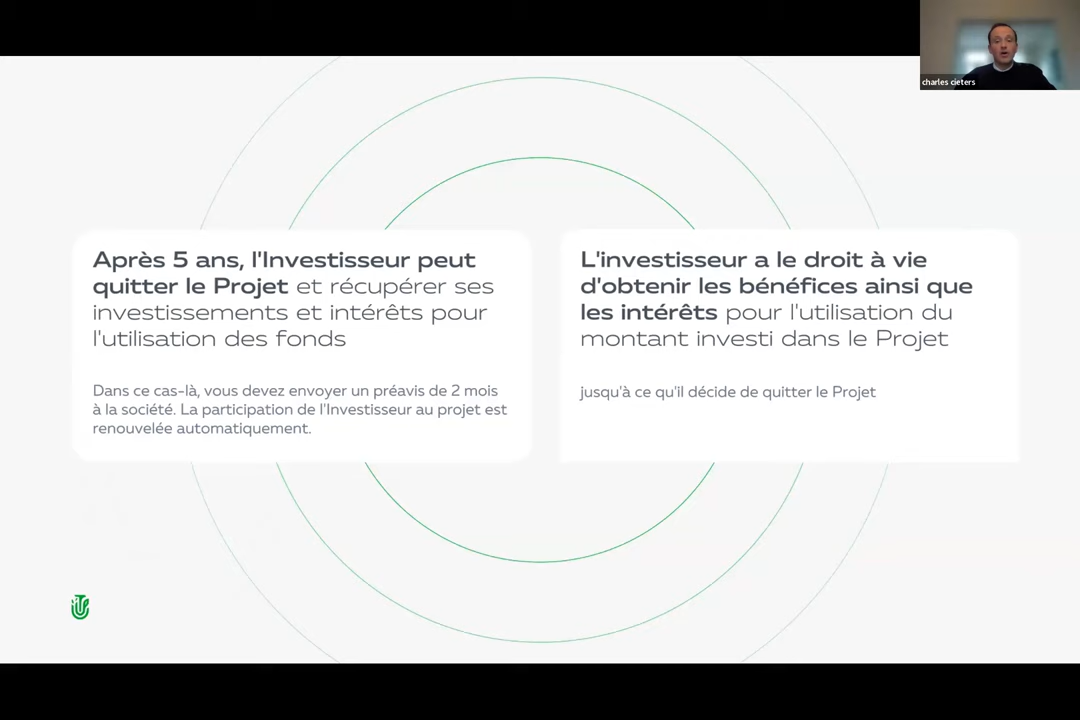 charles cieters
Après 5 ans, l'Investisseur peut
quitter le Projet et récupérer ses
investissements et intérêts pour
l'utilisation des fonds
Dans ce cas-là, vous devez envoyer un préavis de 2 mois
à la société. La participation de l'Investisseur au projet est
renouvelée automatiquement.
L'investisseur a le droit à vie
d'obtenir les bénéfices ainsi que
les intérêts pour l'utilisation du
montant investi dans le Projet
jusqu'à ce qu'il décide de quitter le Projet